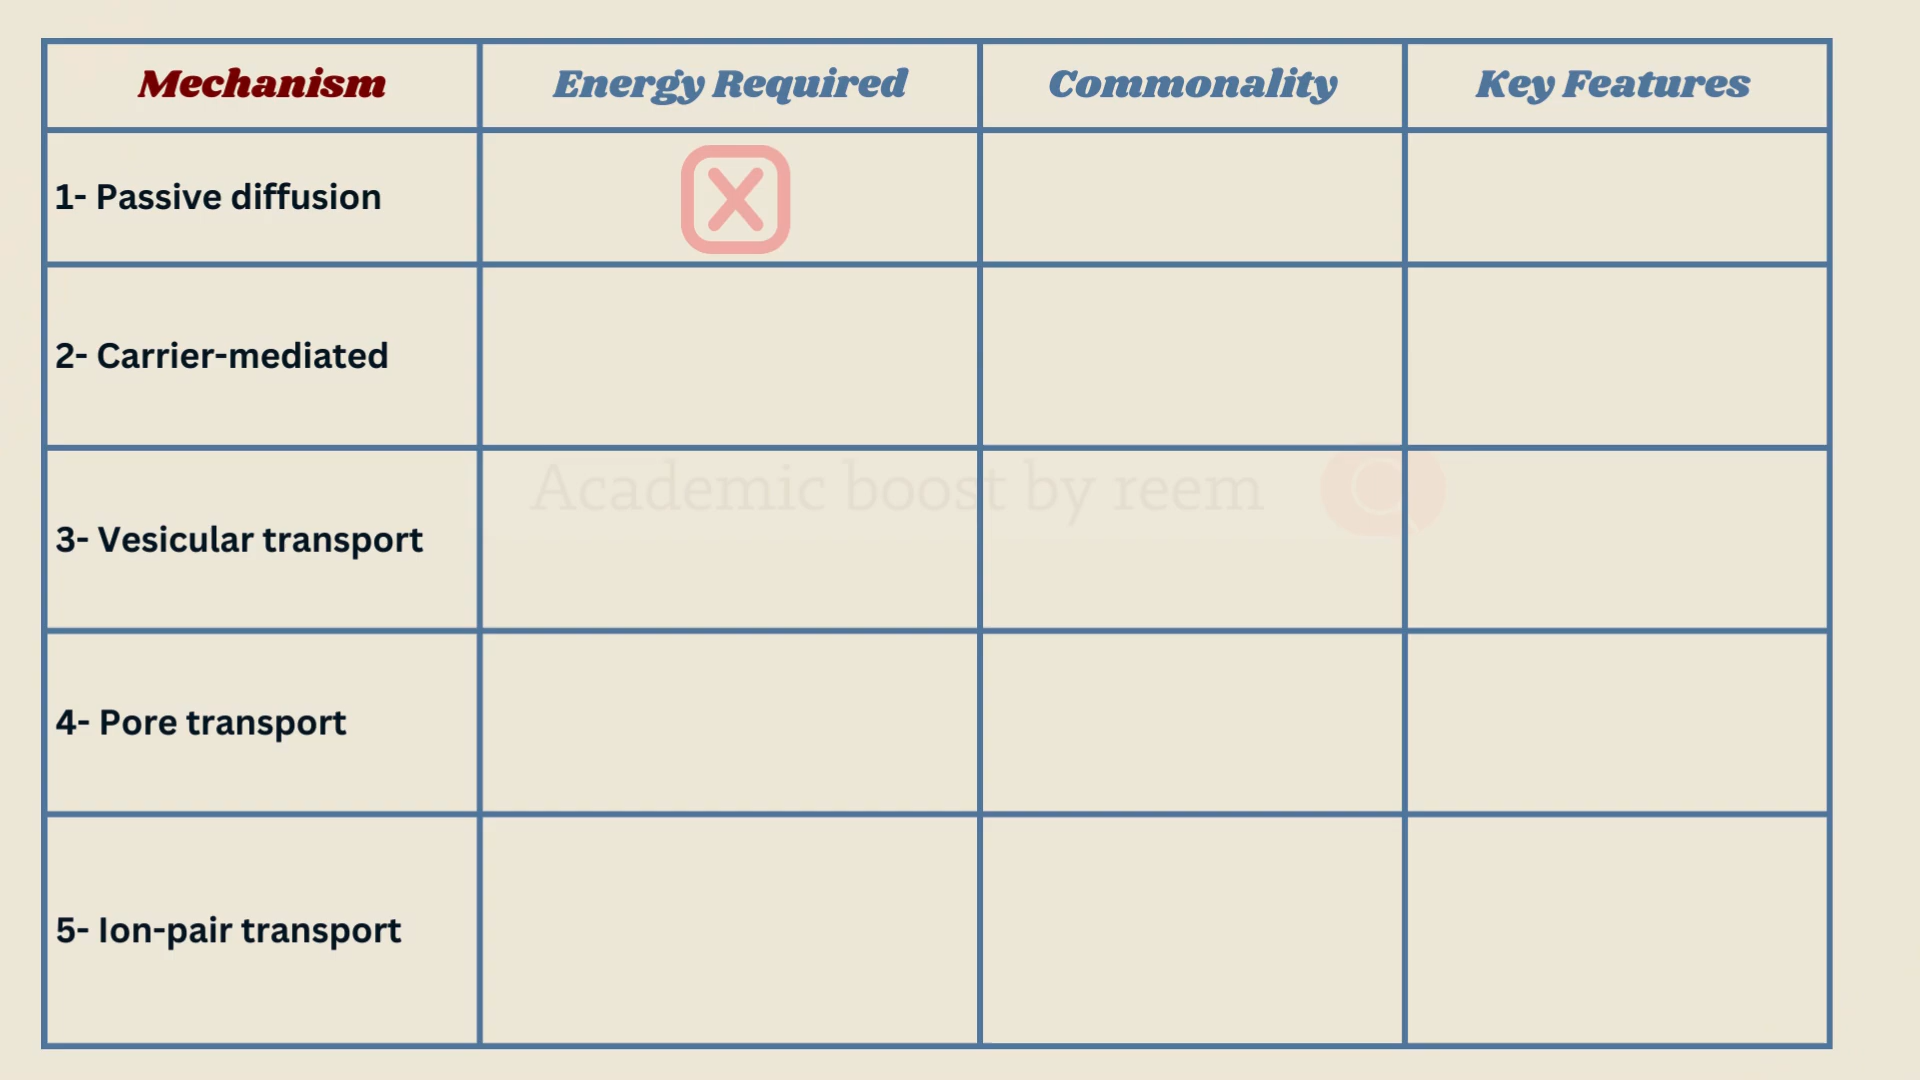 Mechanism Energy Required Commonality Key Features
1- Passive diffusion
2- Carrier-mediated
Academic boost by reem
3- Vesicular transport
4- Pore transport
5- Ion-pair transport